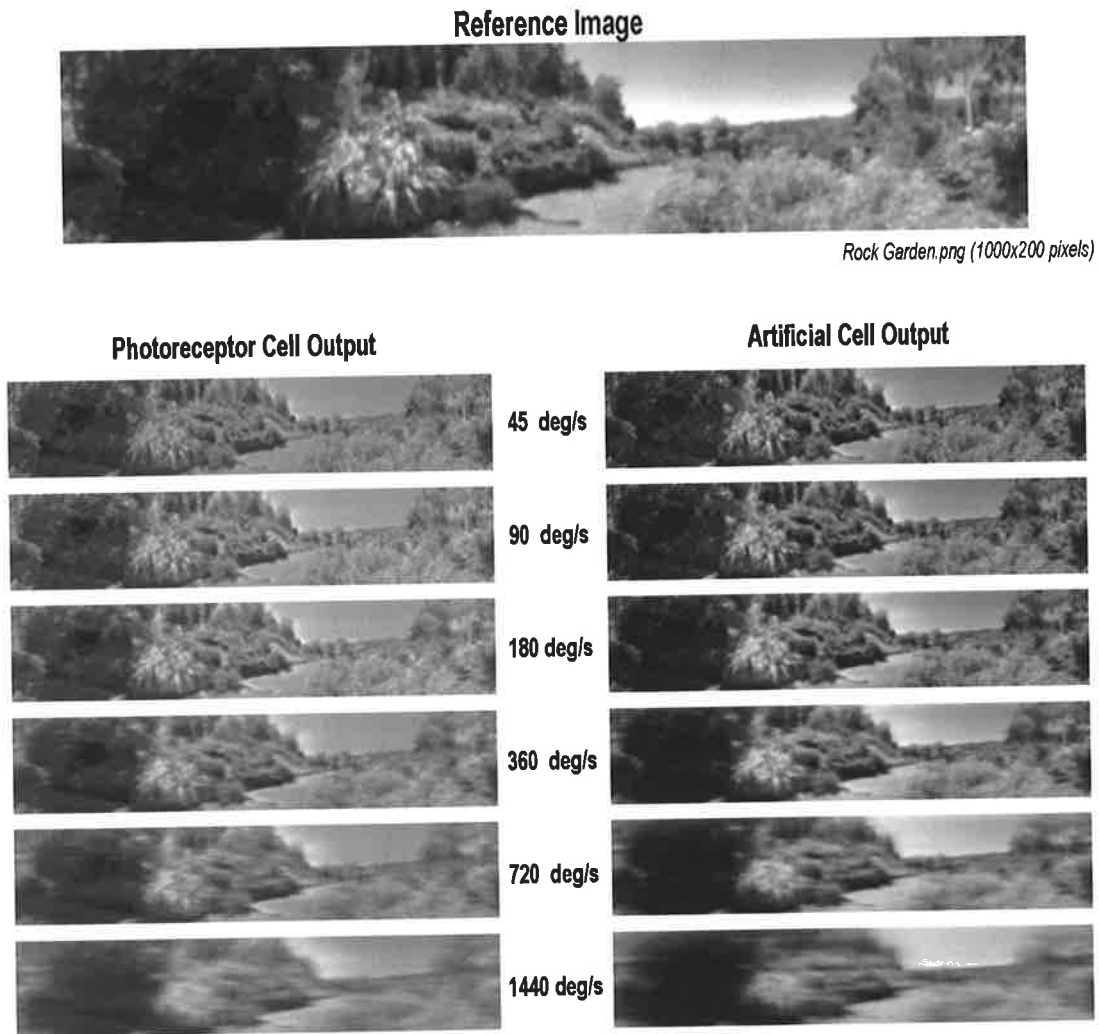 Reference Image
Rock Garden.png (1000x200 pixels)
Photoreceptor Cell Output
Artificial Cell Output
45 deg/s
90 deg/s
180 deg/s
360 deg/s
720 deg/s
1440 deg/s